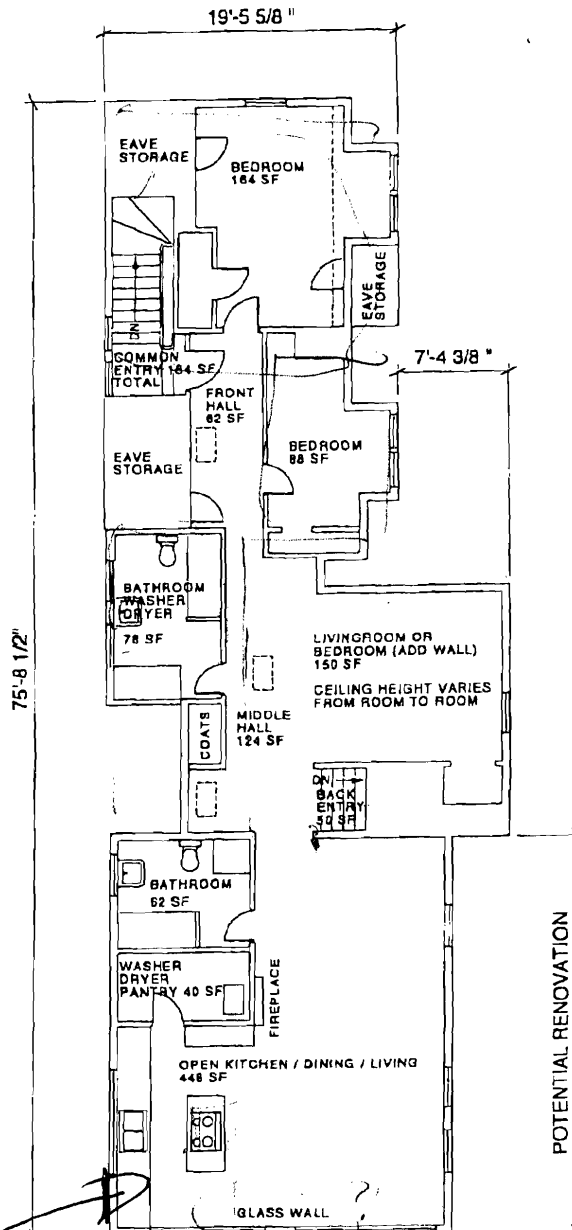 19'-5 5/8 "
EAVE
STORAGE
BEDROOM
164 SF
EAVE
STORAGE
DN
COMMON
ENTRY 164 SF
TOTAL
7'-4 3/8 "
FRONT
HALL
62 SF
BEDROOM
88 SF
EAVE
STORAGE
BATHROOM
WASHER
DRYER
76 SF
75'-8 1/2"
LIVINGROOM OR
BEDROOM (ADD WALL)
150 SF
CEILING HEIGHT VARIES
FROM ROOM TO ROOM
COATS
MIDDLE
HALL
124 SF
DN
BACK
ENTRY
50 SF
BATHROOM
62 SF
WASHER
DRYER
PANTRY 40 SF
FIREPLACE
POTENTIAL RENOVATION
OPEN KITCHEN / DINING / LIVING
448 SF
GLASS WALL